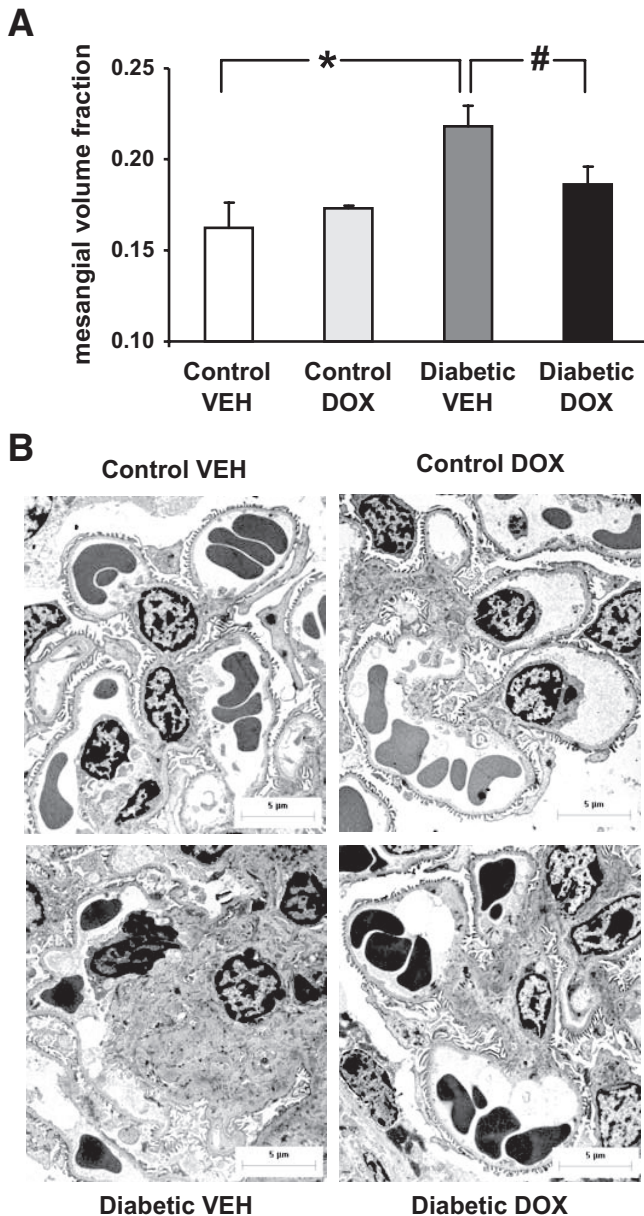 A
* #
0.25
0.20
0.15
0.10
mesangial volume fraction
Control Control Diabetic Diabetic
VEH DOX VEH DOX
B
Control VEH Control DOX
5 µm 5 µm
5 µm 5 µm
Diabetic VEH Diabetic DOX